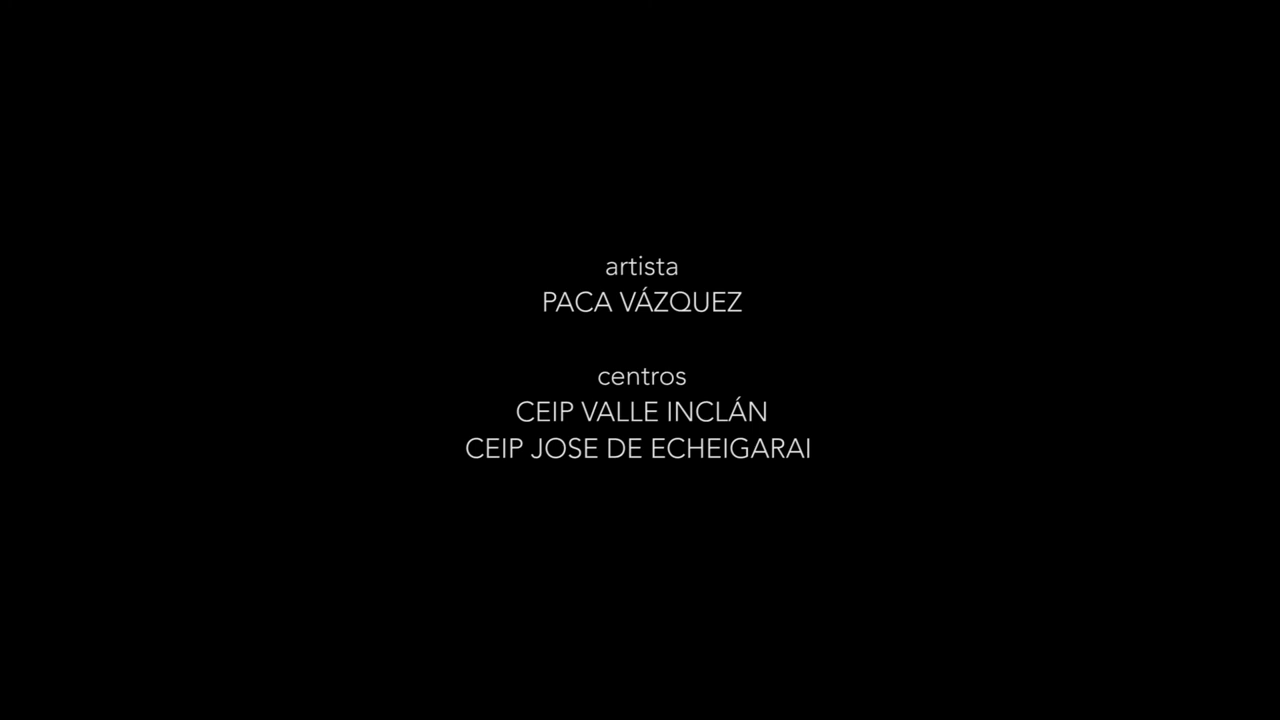 artista
PACA VÁZQUEZ
centros
CEIP VALLE INCLÁN
CEIP JOSE DE ECHEIGARAI